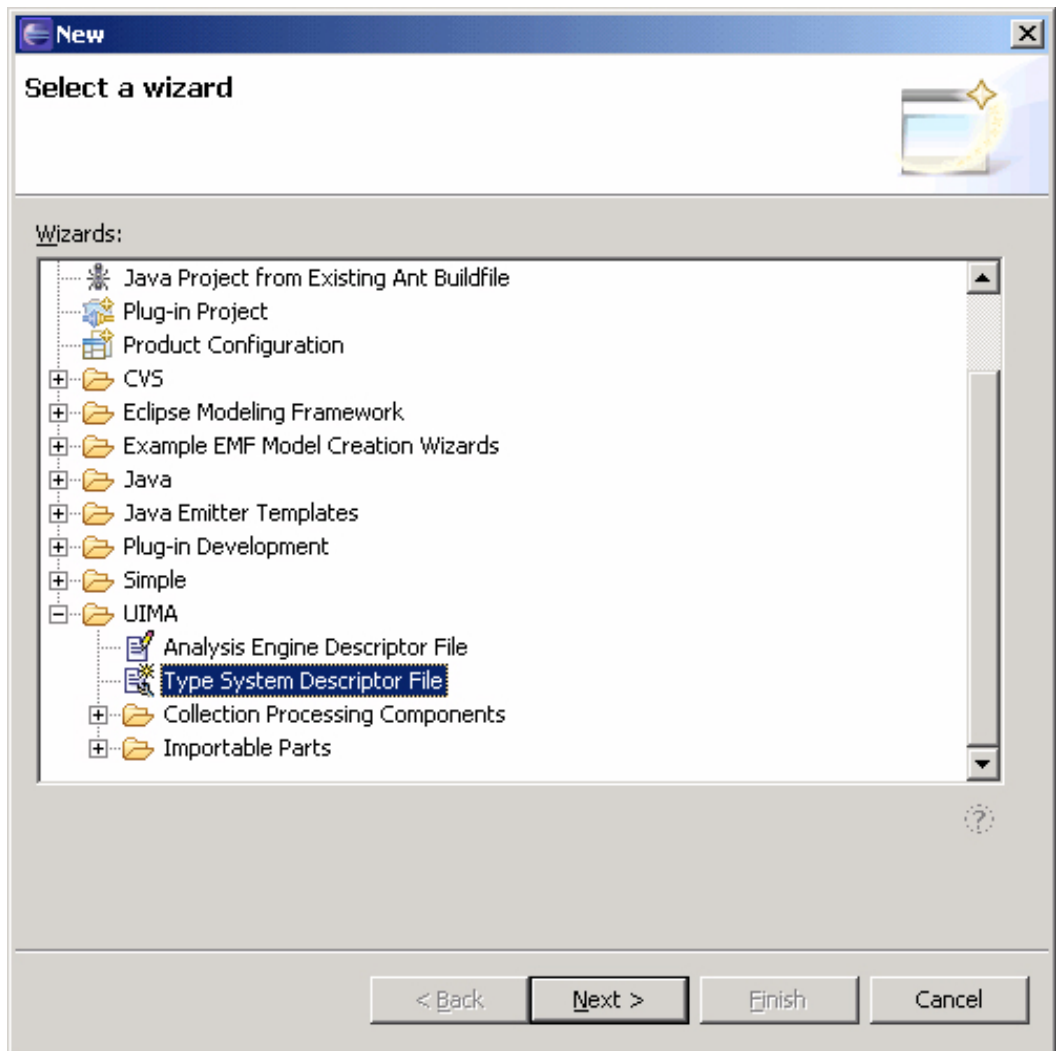 New
Select a wizard
Wizards:
Java Project from Existing Ant Buildfile
Plug-in Project
Product Configuration
CVS
Eclipse Modeling Framework
Example EMF Model Creation Wizards
Java
Java Emitter Templates
Plug-in Development
Simple
UIMA
Analysis Engine Descriptor File
Type System Descriptor File
Collection Processing Components
Importable Parts
< Back Next > Finish Cancel